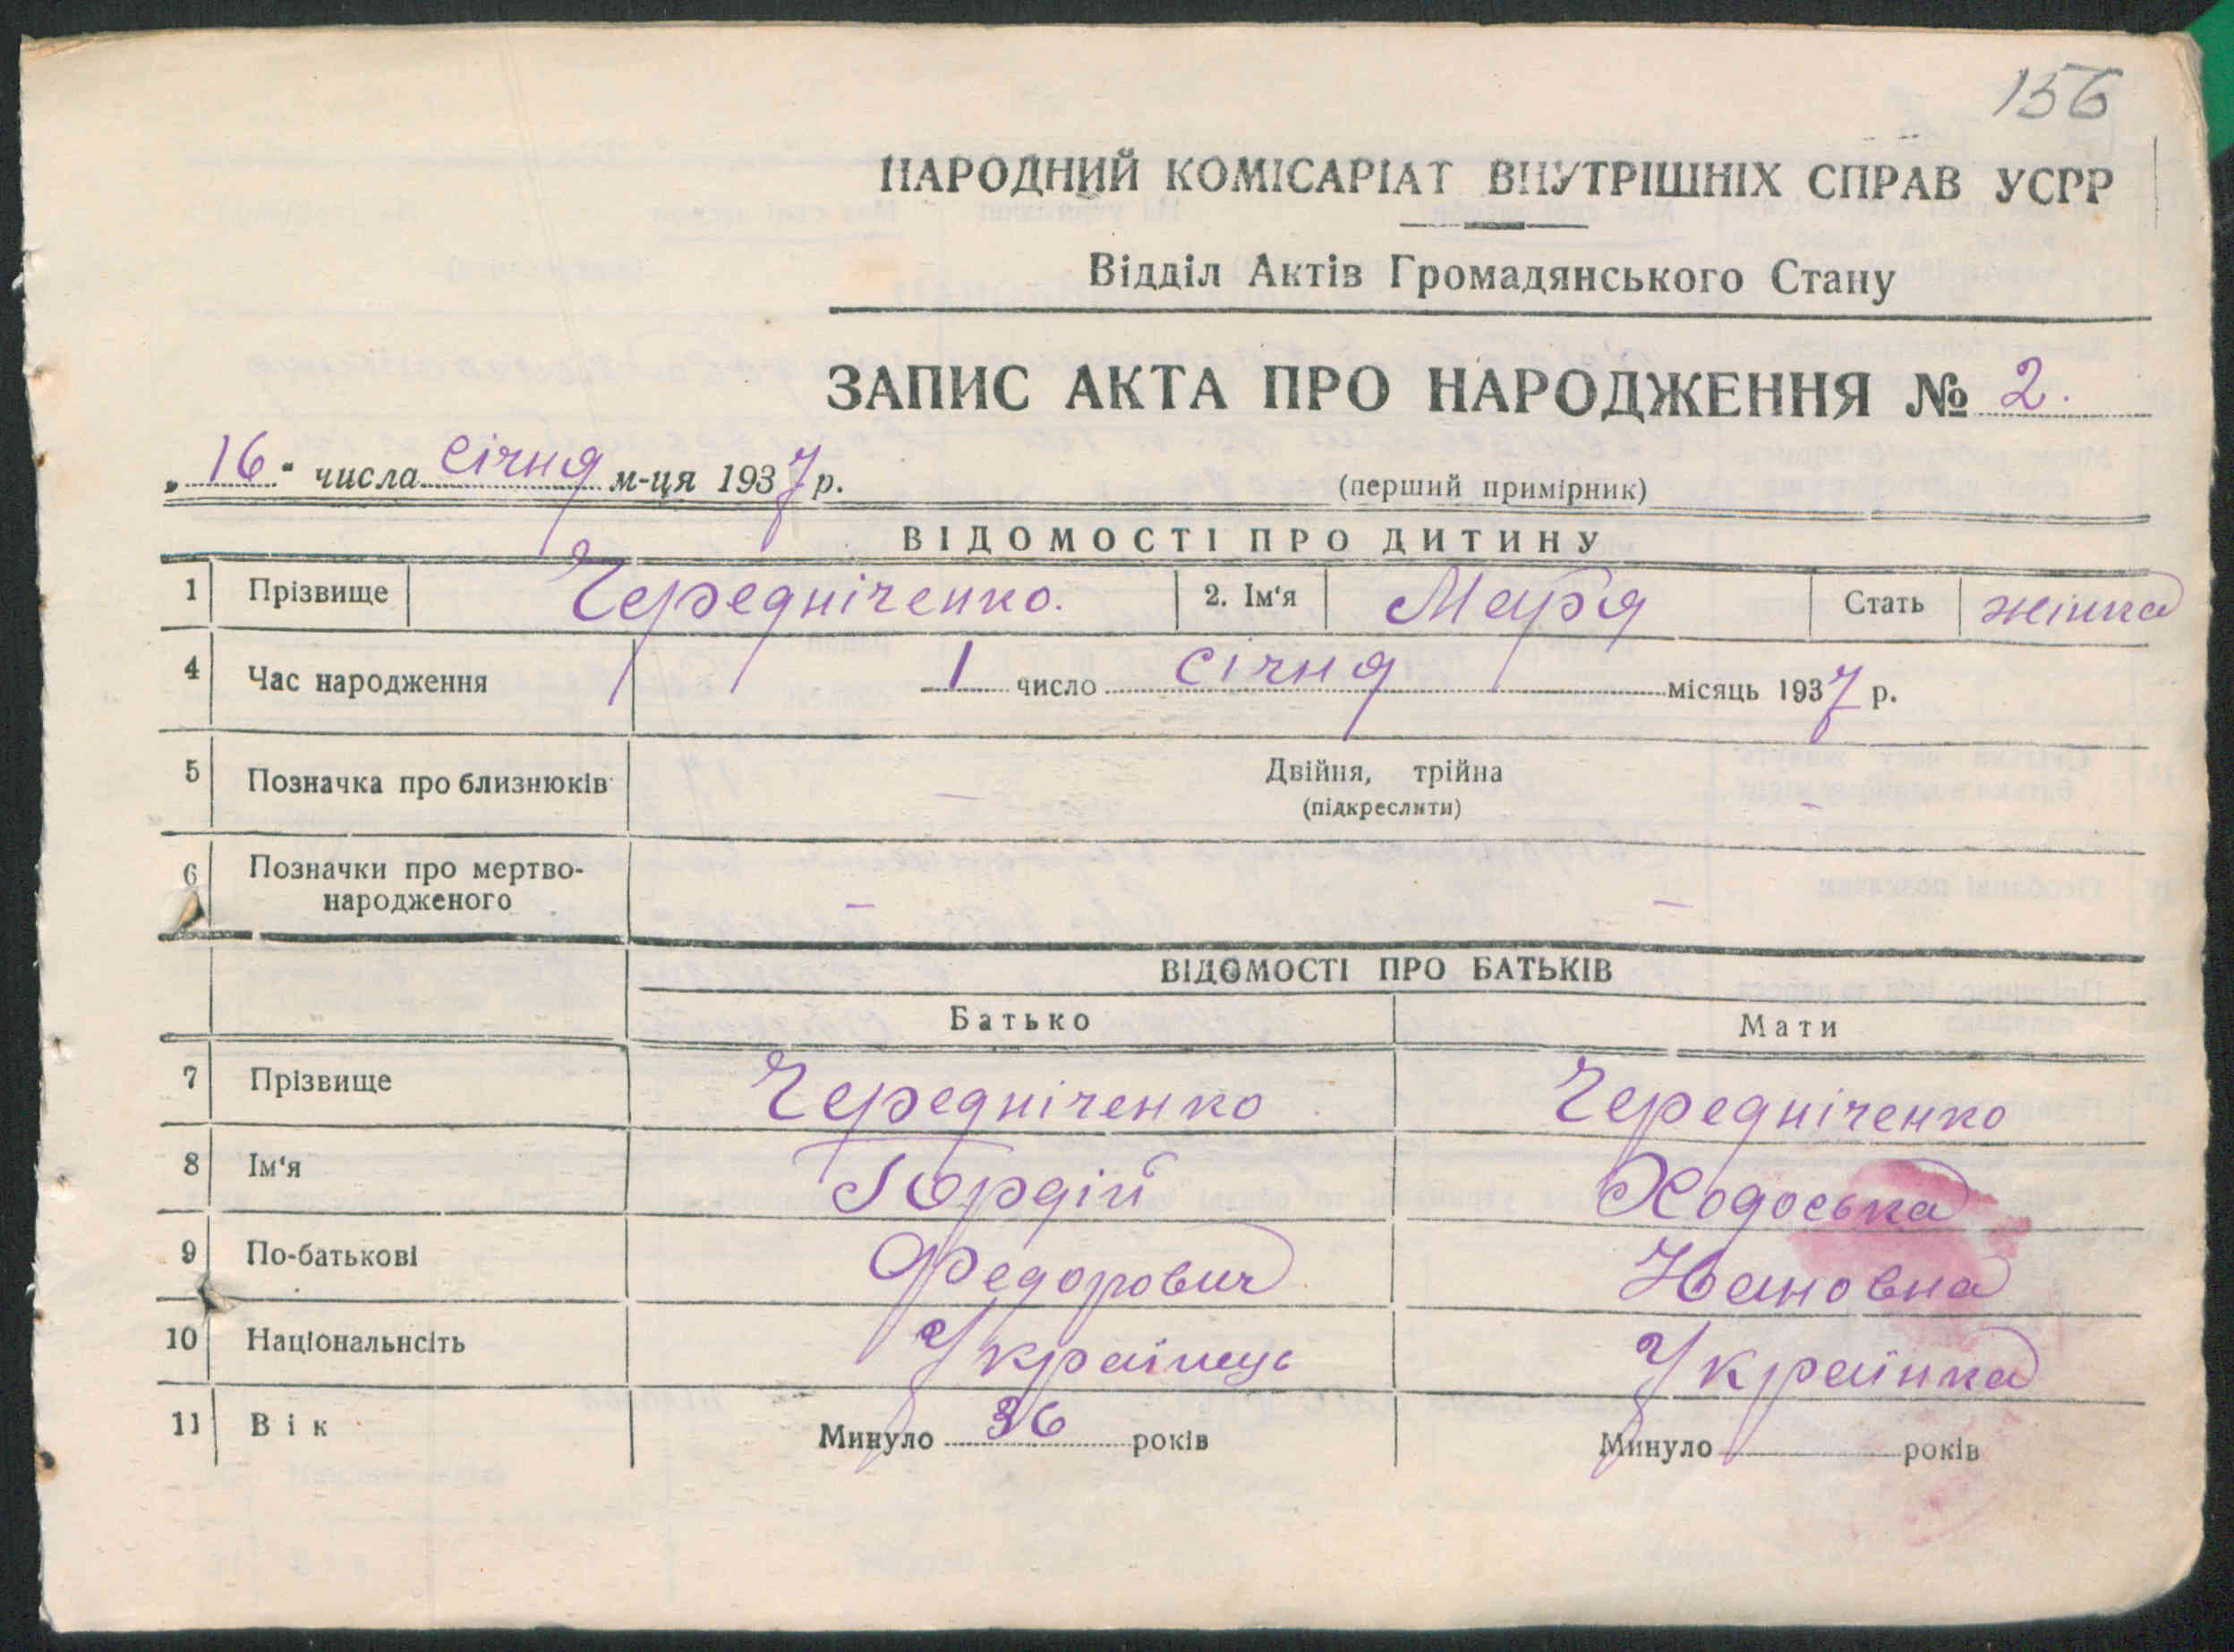 156
НАРОДНИЙ КОМІСАРІАТ ВНУТРІШНІХ СПРАВ УСРР
Відділ Актів Громадянського Стану
ЗАПИС АКТА ПРО НАРОДЖЕННЯ № 2.
„16“ числа січня м-ця 1937 р.
(перший примірник)
ВІДОМОСТІ ПРО ДИТИНУ
1 Прізвище Чередніченко. 2. Ім‘я Марія Стать жінка
4 Час народження 1 число січня місяць 1937 р.
5 Позначка про близнюків — Двійня, трійна —
(підкреслити)
6 Позначки про мертво-
народженого — —
ВІДОМОСТІ ПРО БАТЬКІВ
Батько Мати
7 Прізвище Чередніченко Чередніченко
8 Ім‘я Гордій Ходоська
9 По-батькові Федорович Івановна
10 Національнсіть Українець Українка
11 Вік Минуло 36 років Минуло років